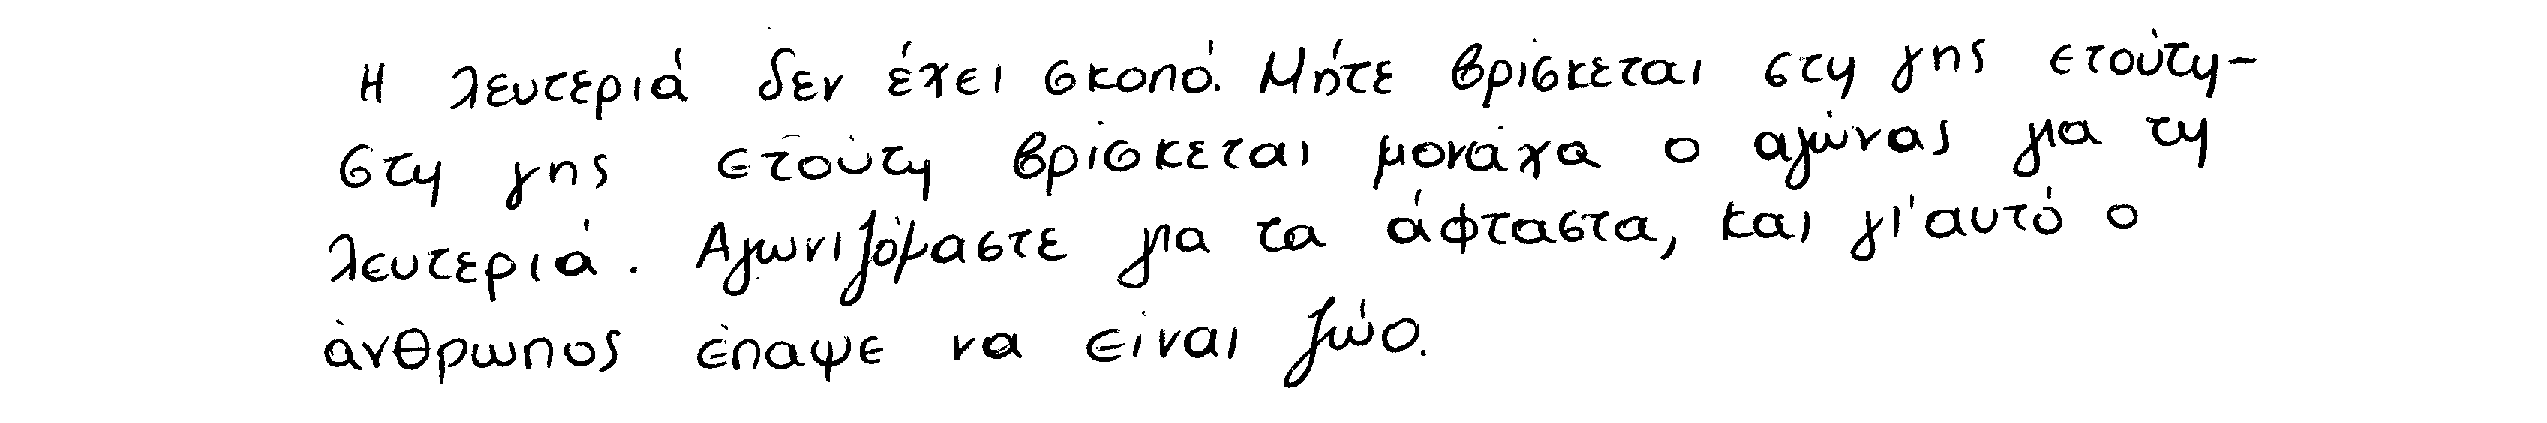 Η λευτεριά δεν έχει σκοπό. Μήτε βρίσκεται στη γης ετούτη-
στη γης ετούτη βρίσκεται μονάχα ο αγώνας για τη
λευτεριά. Αγωνιζόμαστε για τα άφταστα, και γι'αυτό ο
άνθρωπος έπαψε να είναι ζώο.